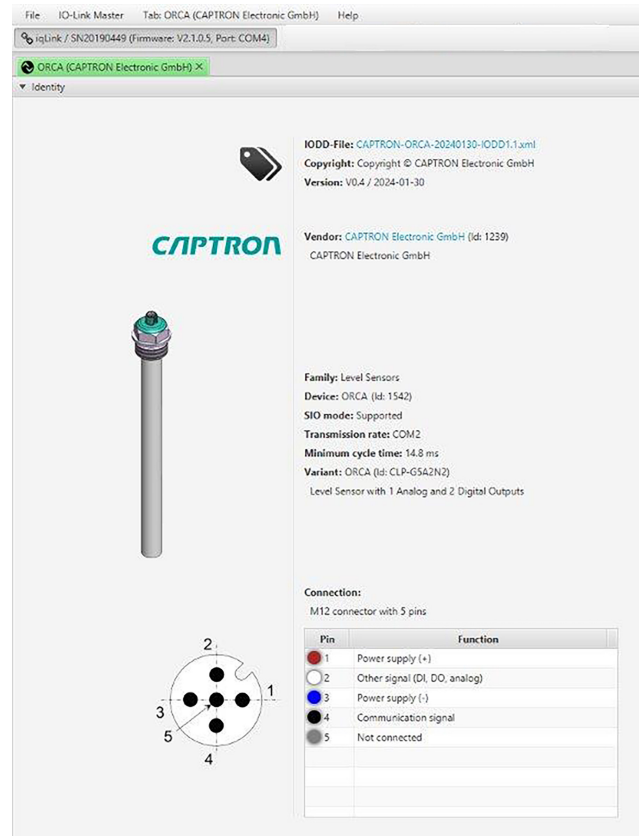 File IO-Link Master Tab: ORCA (CAPTRON Electronic GmbH) Help
iqLink / SN20190449 (Firmware: V2.1.0.5, Port: COM4)
ORCA (CAPTRON Electronic GmbH) ×
Identity
IODD-File: CAPTRON-ORCA-20240130-IODD1.1.xml
Copyright: Copyright © CAPTRON Electronic GmbH
Version: V0.4 / 2024-01-30
CAPTRON
Vendor: CAPTRON Electronic GmbH (Id: 1239)
CAPTRON Electronic GmbH
Family: Level Sensors
Device: ORCA (Id: 1542)
SIO mode: Supported
Transmission rate: COM2
Minimum cycle time: 14.8 ms
Variant: ORCA (Id: CLP-G5A2N2)
Level Sensor with 1 Analog and 2 Digital Outputs
Connection:
M12 connector with 5 pins
Pin Function
1 Power supply (+)
2 Other signal (DI, DO, analog)
3 Power supply (-)
4 Communication signal
5 Not connected
2
1
3
5
4